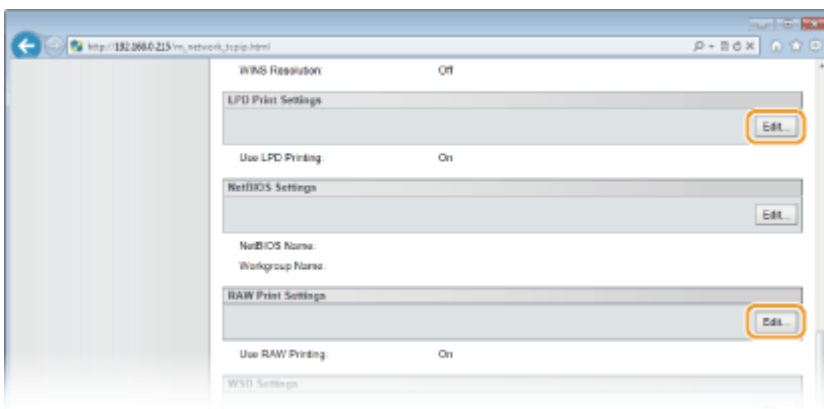 http://192.168.0.215/m_network_tcpip.html
WINS Resolution: Off
LPD Print Settings
Edit...
Use LPD Printing: On
NetBIOS Settings
Edit...
NetBIOS Name:
Workgroup Name:
RAW Print Settings
Edit...
Use RAW Printing: On
WSD Settings